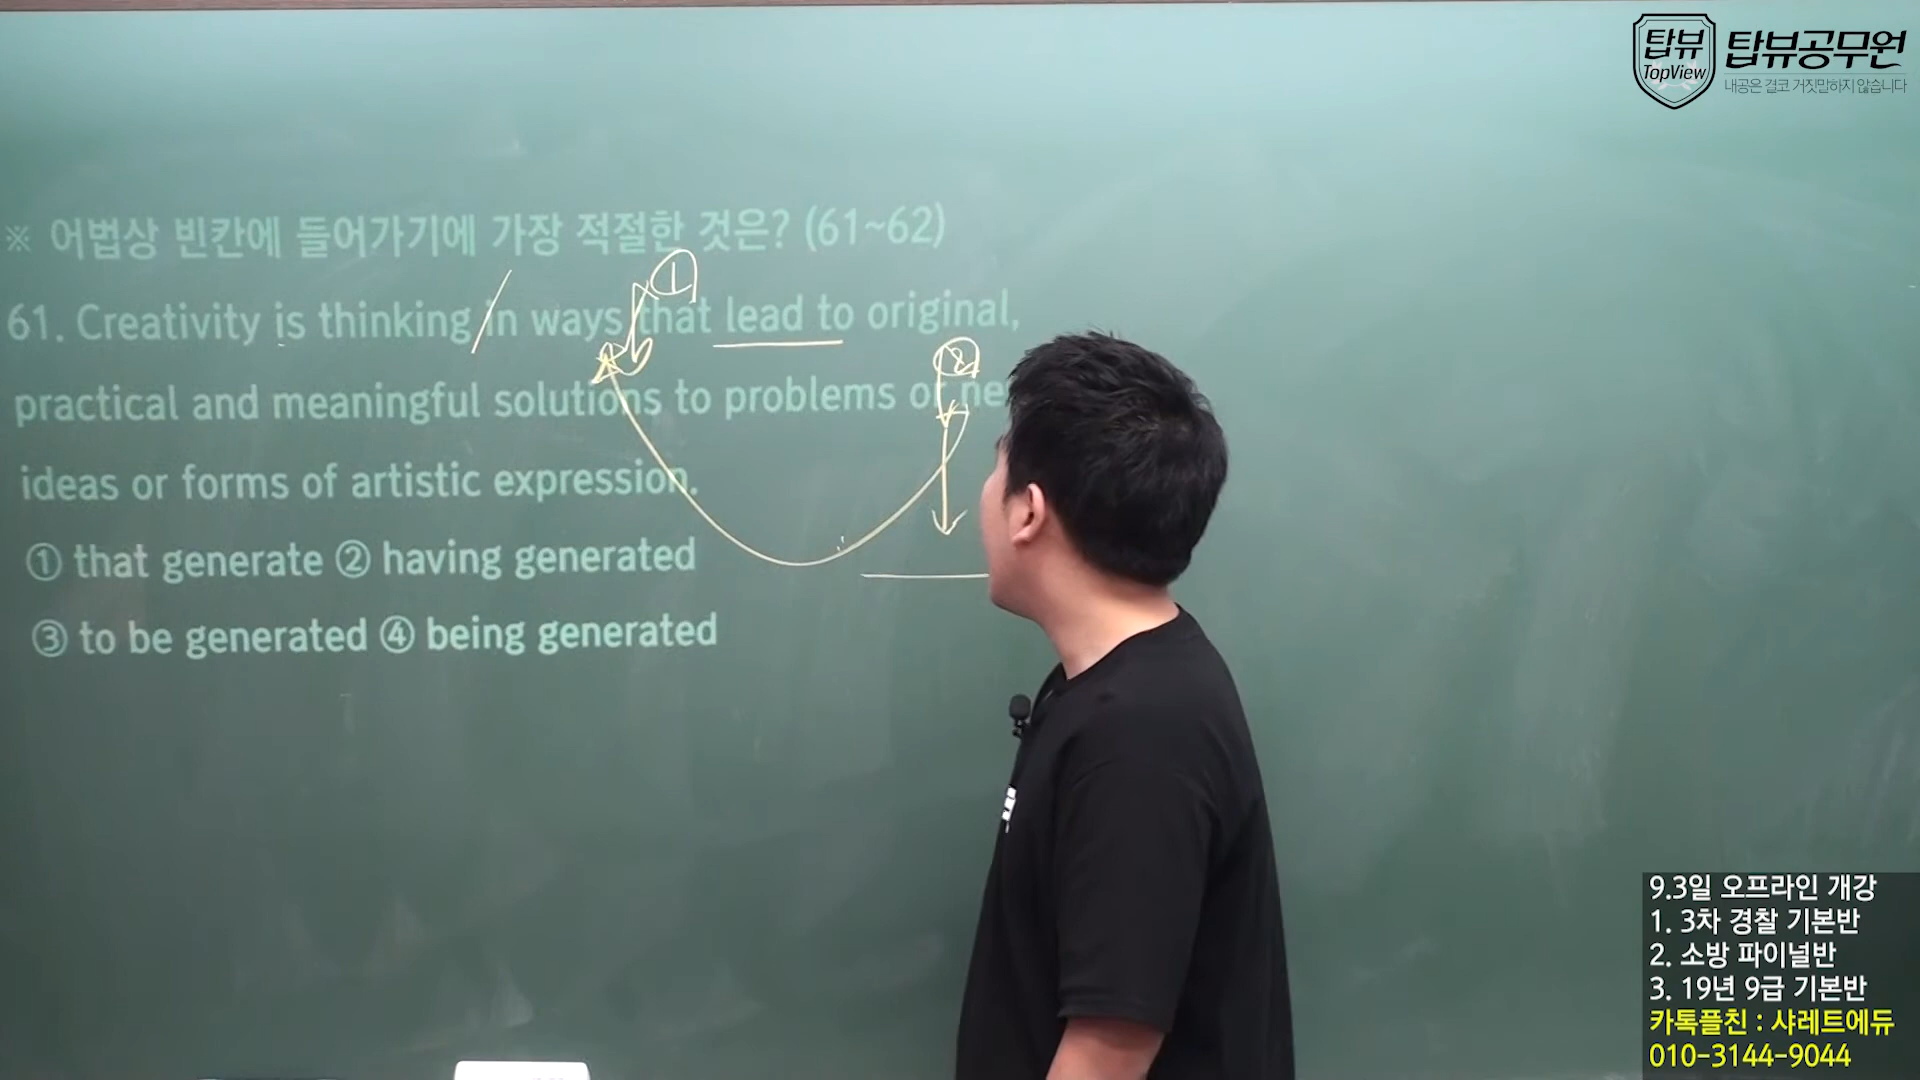 탑뷰
TopView
탑뷰공무원
내공은 결코 거짓말하지 않습니다
※ 어법상 빈칸에 들어가기에 가장 적절한 것은? (61~62)
①
61. Creativity is thinking in ways that lead to original,
②
practical and meaningful solutions to problems or
ideas or forms of artistic expression.
① that generate ② having generated
③ to be generated ④ being generated
9.3일 오프라인 개강
1. 3차 경찰 기본반
2. 소방 파이널반
3. 19년 9급 기본반
카톡플친 : 샤레트에듀
010-3144-9044